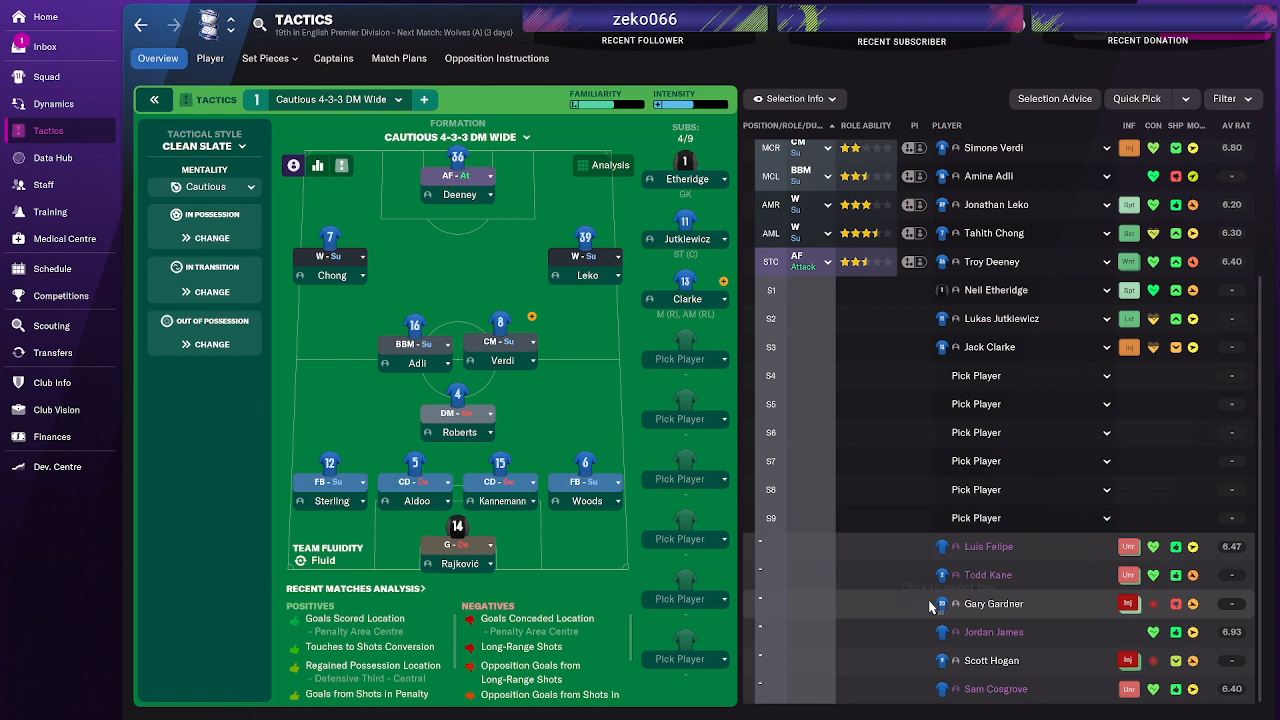 Home
1
Inbox
Squad
Dynamics
Tactics
Data Hub
Staff
Training
Medical Centre
Schedule
Competitions
Scouting
Transfers
Club Info
Club Vision
Finances
Dev. Centre
TACTICS
19th in English Premier Division - Next Match: Wolves (A) (3 days)
zeko066
RECENT FOLLOWER
RECENT SUBSCRIBER
RECENT DONATION
Overview
Player
Set Pieces
Captains
Match Plans
Opposition Instructions
TACTICS
1
Cautious 4-3-3 DM Wide
FAMILIARITY
INTENSITY
TACTICAL STYLE
CLEAN SLATE
MENTALITY
Cautious
IN POSSESSION
CHANGE
IN TRANSITION
CHANGE
OUT OF POSSESSION
CHANGE
FORMATION
CAUTIOUS 4-3-3 DM WIDE
Analysis
36
AF - At
Deeney
7
W - Su
Chong
39
W - Su
Leko
16
BBM - Su
Adli
8
CM - Su
Verdi
4
DM - De
Roberts
12
FB - Su
Sterling
5
CD - De
Aldoo
15
CD - De
Kannemann
6
FB - Su
Woods
14
G - De
Rajković
TEAM FLUIDITY
Fluid
RECENT MATCHES ANALYSIS
POSITIVES
Goals Scored Location
- Penalty Area Centre
Touches to Shots Conversion
Regained Possession Location
- Defensive Third - Central
Goals from Shots in Penalty
NEGATIVES
Goals Conceded Location
- Penalty Area Centre
Long-Range Shots
Opposition Goals from
Long-Range Shots
Opposition Goals from Shots in
SUBS:
4/9
1
Etheridge
GK
11
Jutkiewicz
ST (C)
13
Clarke
M (R), AM (RL)
Pick Player
-
Pick Player
-
Pick Player
-
Pick Player
-
Pick Player
-
Pick Player
-
Selection Info
Selection Advice
Quick Pick
Filter
POSITION/ROLE/DU... ROLE ABILITY PI PLAYER INF CON SHP MO... AV RAT
MCR CM Su Simone Verdi Inj 6.80
MCL BBM Su Amine Adli -
AMR W Su Jonathan Leko Spt 6.20
AML W Su Tahith Chong Set 6.30
STC AF Attack Troy Deeney Wnt 6.40
S1 Neil Etheridge Spt -
S2 Lukas Jutkiewicz Lst -
S3 Jack Clarke Inj -
S4 Pick Player -
S5 Pick Player -
S6 Pick Player -
S7 Pick Player -
S8 Pick Player -
S9 Pick Player -
- Luis Felipe Unr 6.47
- Todd Kane Unr -
Click to select row
- 20 Gary Gardner Inj -
- Jordan James 6.93
- 9 Scott Hogan Inj -
- Sam Cosgrove Unr 6.40